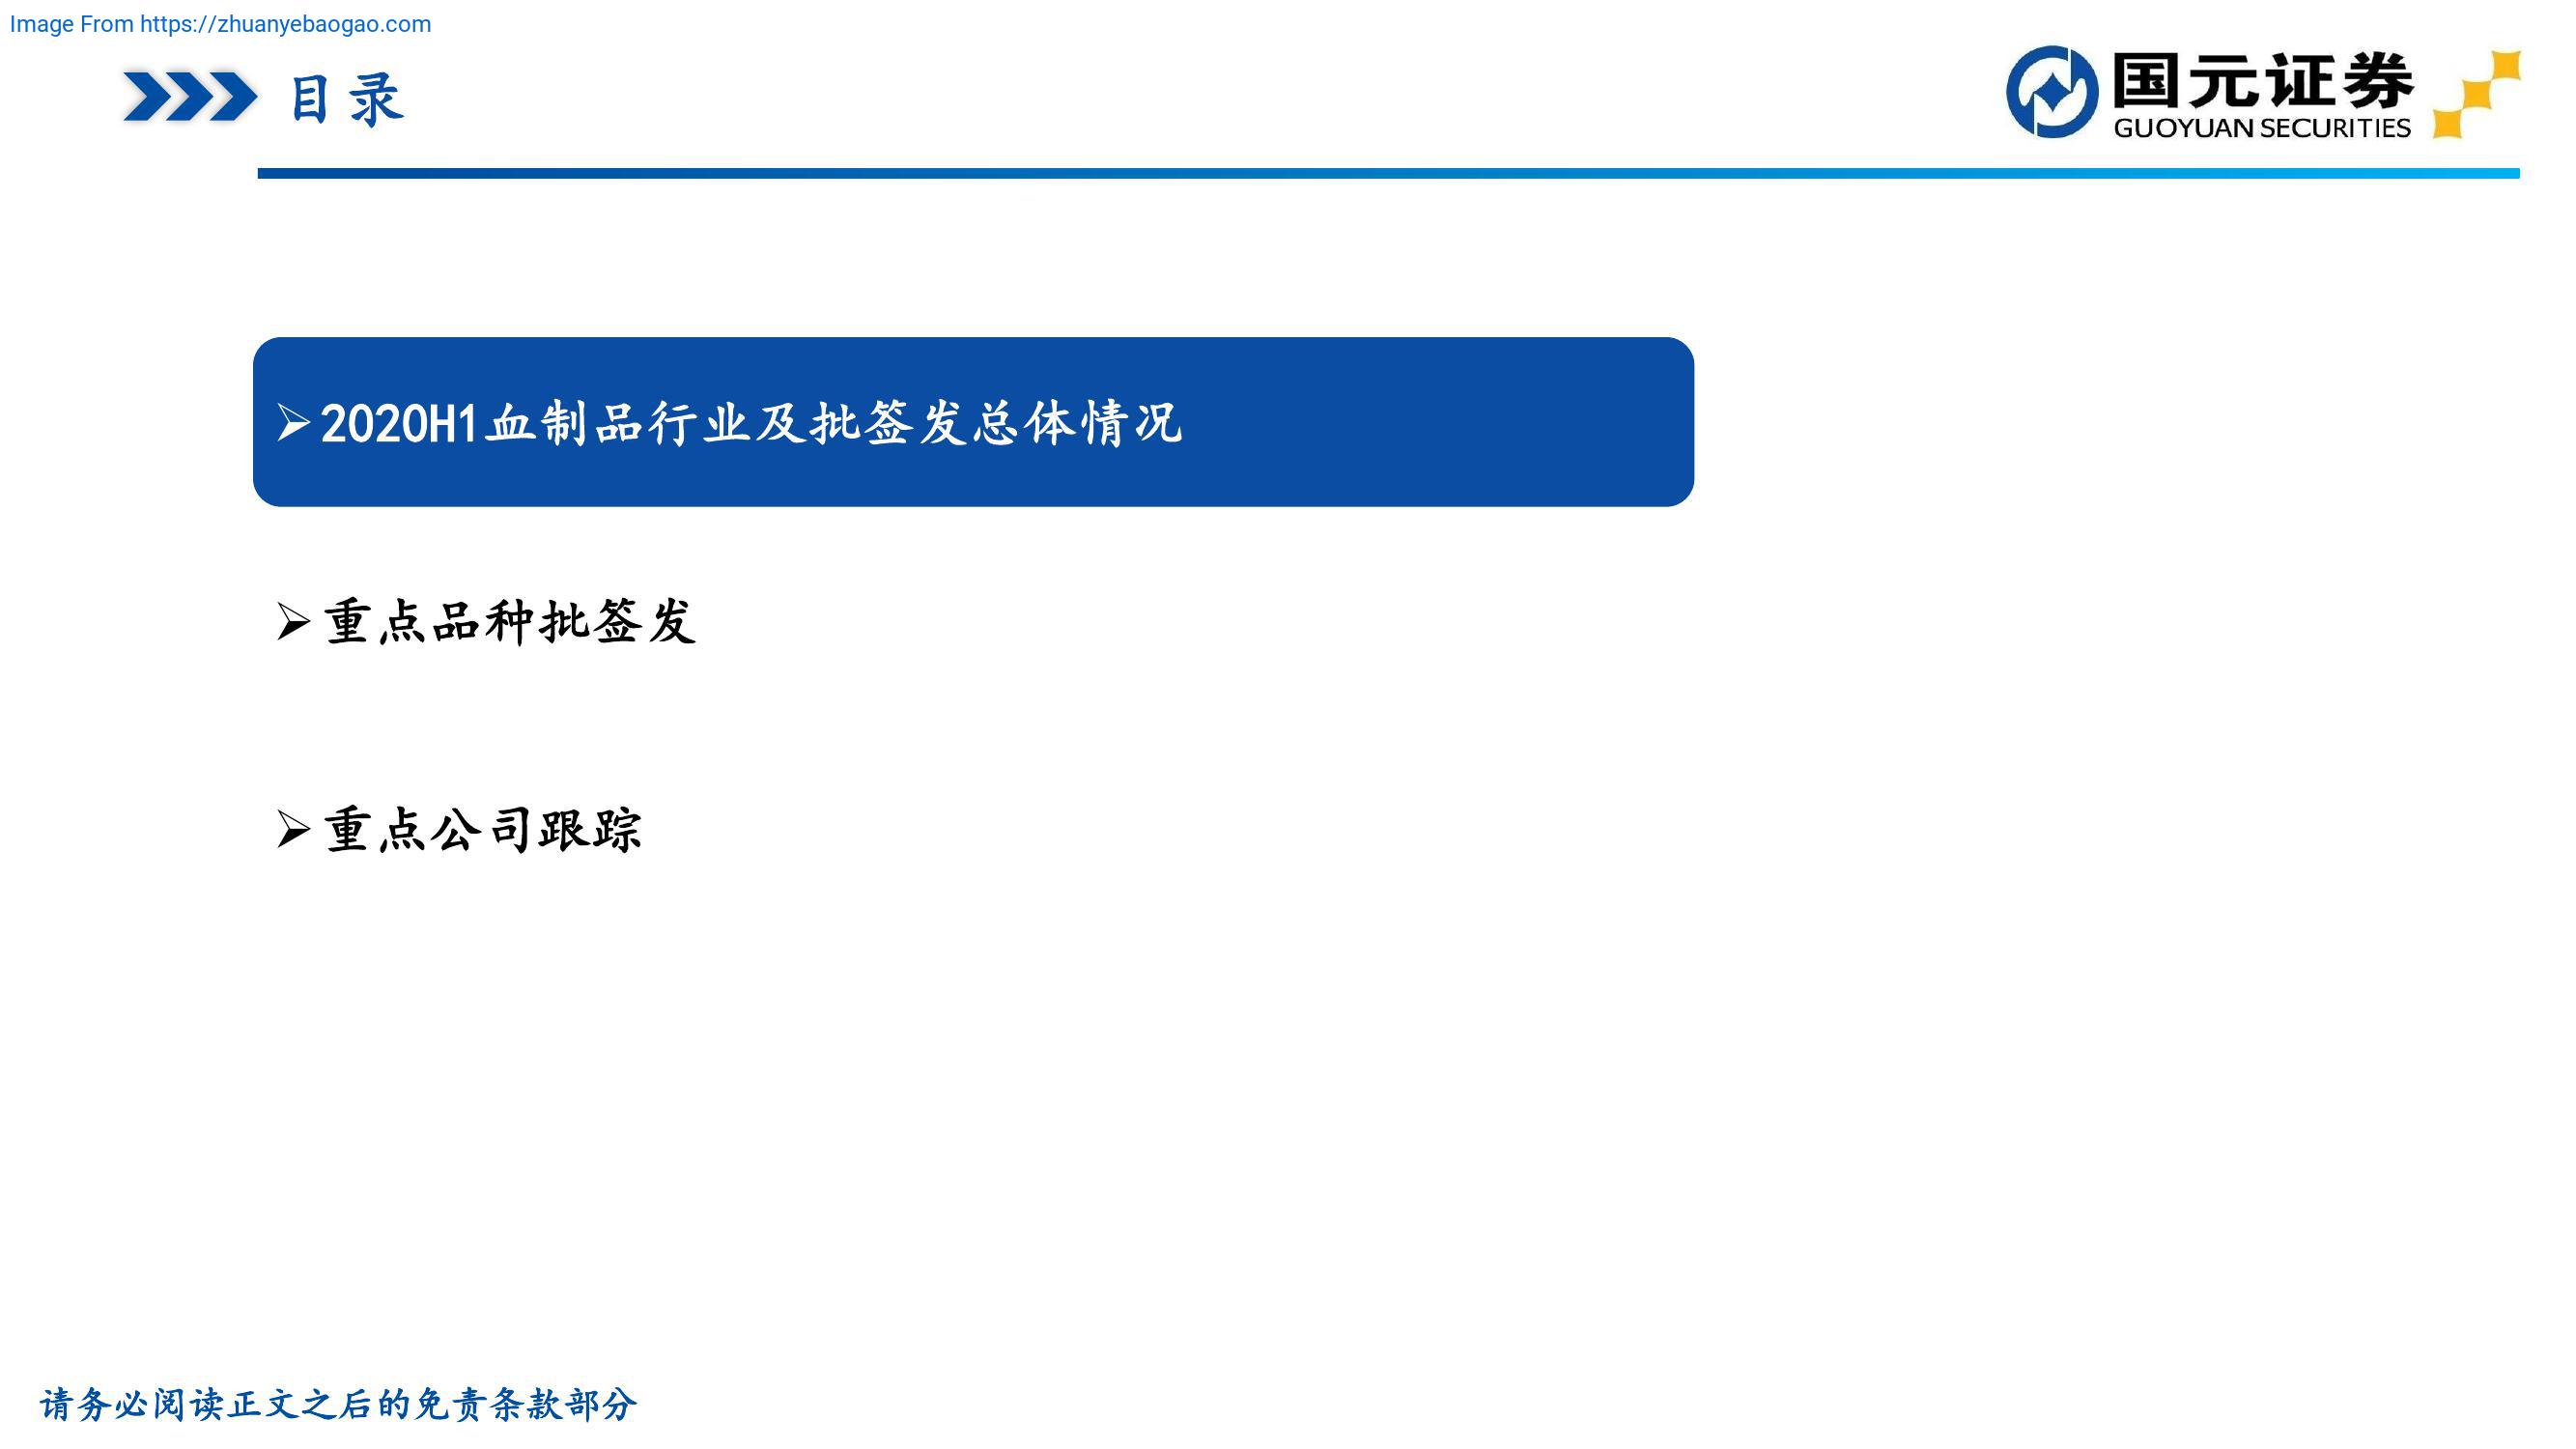 Image From https://zhuanyebaogao.com
目录
国元证券
GUOYUAN SECURITIES
➢2020H1血制品行业及批签发总体情况
➢重点品种批签发
➢重点公司跟踪
请务必阅读正文之后的免责条款部分